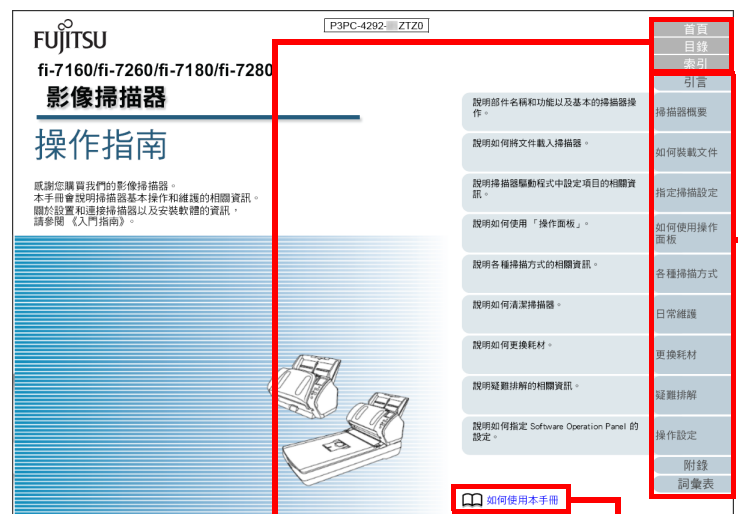 P3PC-4292-  ZTZ0
FUJITSU
fi-7160/fi-7260/fi-7180/fi-7280
影像掃描器
操作指南
感謝您購買我們的影像掃描器。
本手冊會說明掃描器基本操作和維護的相關資訊。
關於設置和連接掃描器以及安裝軟體的資訊，
請參閱《入門指南》。
首頁
目錄
索引
引言
說明部件名稱和功能以及基本的掃描器操
作。
掃描器概要
說明如何將文件載入掃描器。
如何裝載文件
說明掃描器驅動程式中設定項目的相關資
訊。
指定掃描設定
說明如何使用「操作面板」。
如何使用操作
面板
說明各種掃描方式的相關資訊。
各種掃描方式
說明如何清潔掃描器。
日常維護
說明如何更換耗材。
更換耗材
說明疑難排解的相關資訊。
疑難排解
說明如何指定 Software Operation Panel 的
設定。
操作設定
附錄
詞彙表
如何使用本手冊